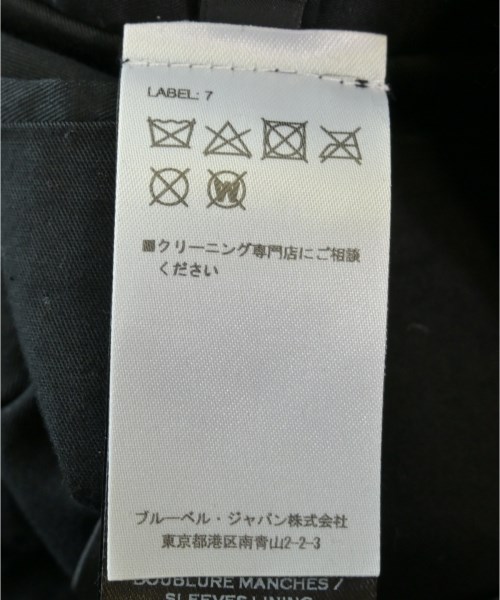 LABEL: 7
W
■クリーニング専門店にご相談
ください
ブルーベル・ジャパン株式会社
東京都港区南青山2-2-3
DOUBLURE MANCHES /
SLEEVES LINING